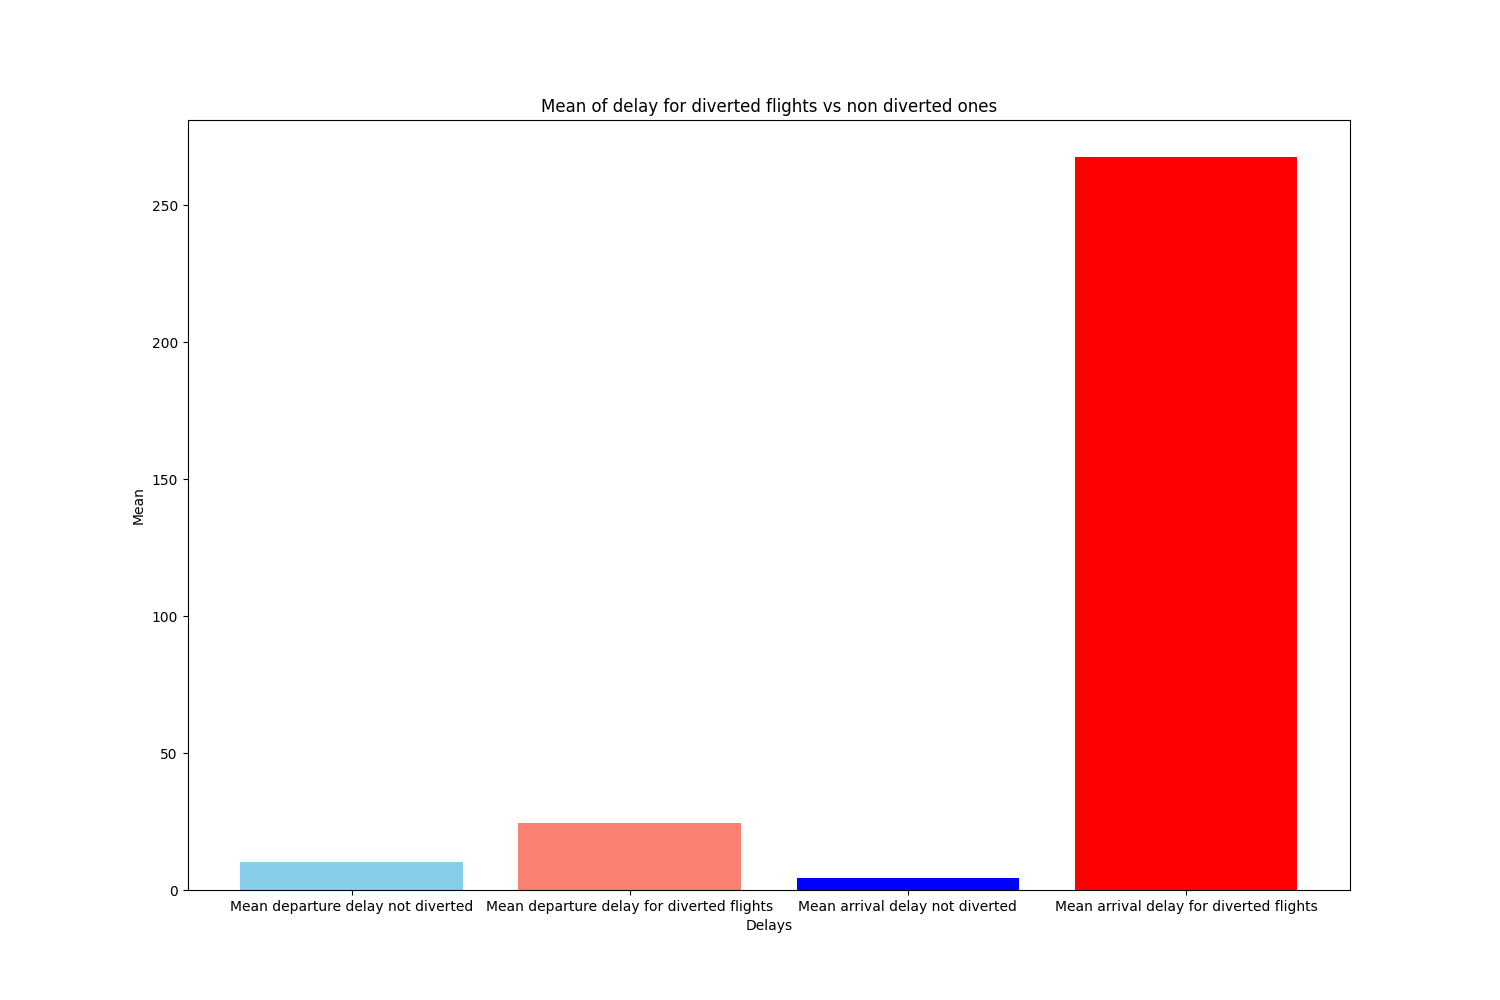 Mean of delay for diverted flights vs non diverted ones
250
200
150
100
50
0
Mean
Mean departure delay not diverted
Mean departure delay for diverted flights
Mean arrival delay not diverted
Mean arrival delay for diverted flights
Delays